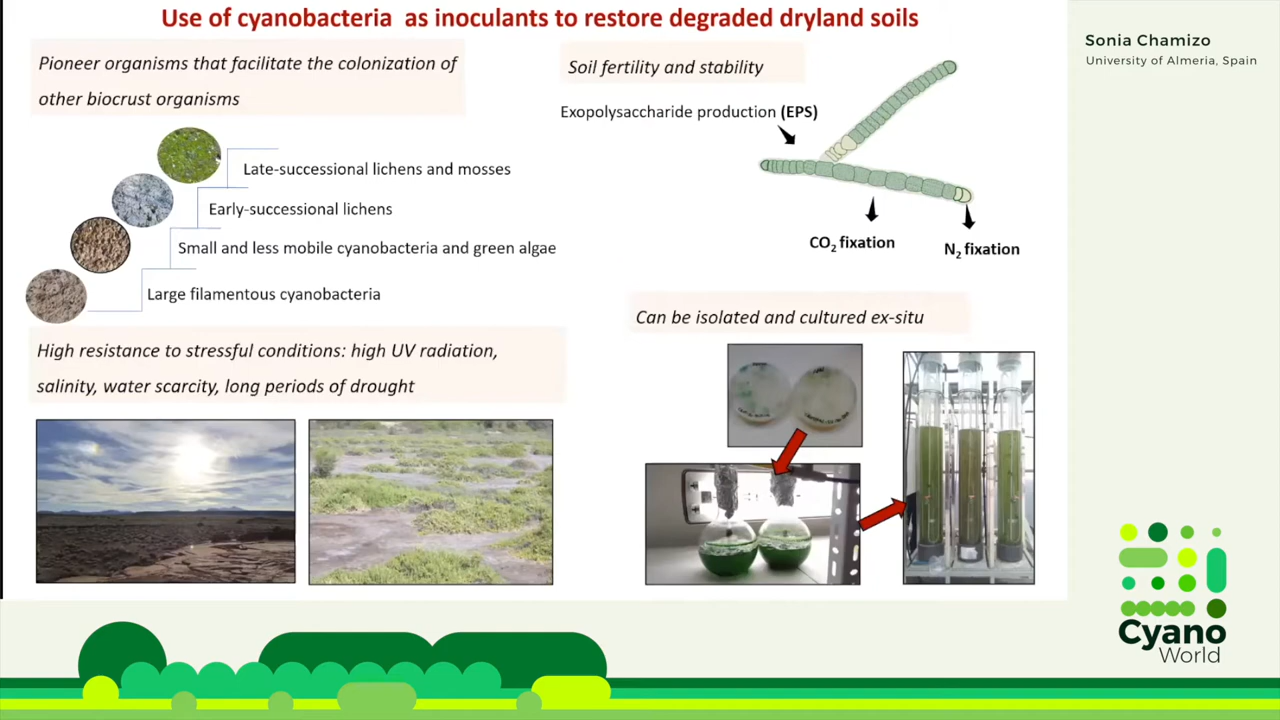 Use of cyanobacteria as inoculants to restore degraded dryland soils
Pioneer organisms that facilitate the colonization of
other biocrust organisms
Late-successional lichens and mosses
Early-successional lichens
Small and less mobile cyanobacteria and green algae
Large filamentous cyanobacteria
High resistance to stressful conditions: high UV radiation,
salinity, water scarcity, long periods of drought
Soil fertility and stability
Exopolysaccharide production (EPS)
CO2 fixation
N2 fixation
Can be isolated and cultured ex-situ
Sonia Chamizo
University of Almeria, Spain
Cyano
World